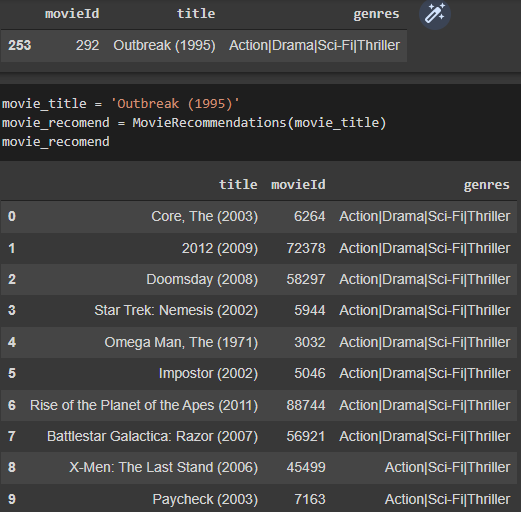 movieId title genres
253 292 Outbreak (1995) Action|Drama|Sci-Fi|Thriller
movie_title = 'Outbreak (1995)'
movie_recomend = MovieRecommendations(movie_title)
movie_recomend
title movieId genres
0 Core, The (2003) 6264 Action|Drama|Sci-Fi|Thriller
1 2012 (2009) 72378 Action|Drama|Sci-Fi|Thriller
2 Doomsday (2008) 58297 Action|Drama|Sci-Fi|Thriller
3 Star Trek: Nemesis (2002) 5944 Action|Drama|Sci-Fi|Thriller
4 Omega Man, The (1971) 3032 Action|Drama|Sci-Fi|Thriller
5 Impostor (2002) 5046 Action|Drama|Sci-Fi|Thriller
6 Rise of the Planet of the Apes (2011) 88744 Action|Drama|Sci-Fi|Thriller
7 Battlestar Galactica: Razor (2007) 56921 Action|Drama|Sci-Fi|Thriller
8 X-Men: The Last Stand (2006) 45499 Action|Sci-Fi|Thriller
9 Paycheck (2003) 7163 Action|Sci-Fi|Thriller